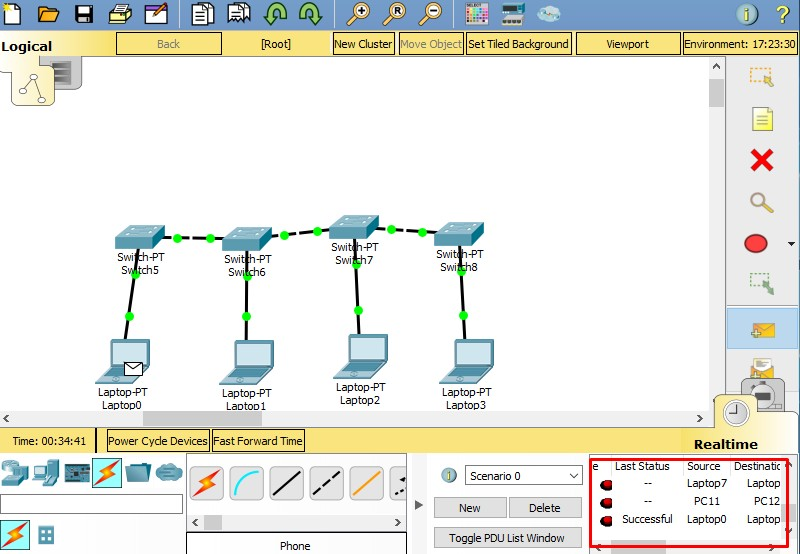 Logical
Back
[Root]
New Cluster
Move Object
Set Tiled Background
Viewport
Environment: 17:23:30
Switch-PT
Switch5
Switch-PT
Switch6
Switch-PT
Switch7
Switch-PT
Switch8
Laptop-PT
Laptop0
Laptop-PT
Laptop1
Laptop-PT
Laptop2
Laptop-PT
Laptop3
Time: 00:34:41
Power Cycle Devices
Fast Forward Time
Realtime
Scenario 0
New
Delete
Toggle PDU List Window
Phone
e Last Status Source Destinatic
-- Laptop7 Laptop
-- PC11 PC12
Successful Laptop0 Laptop